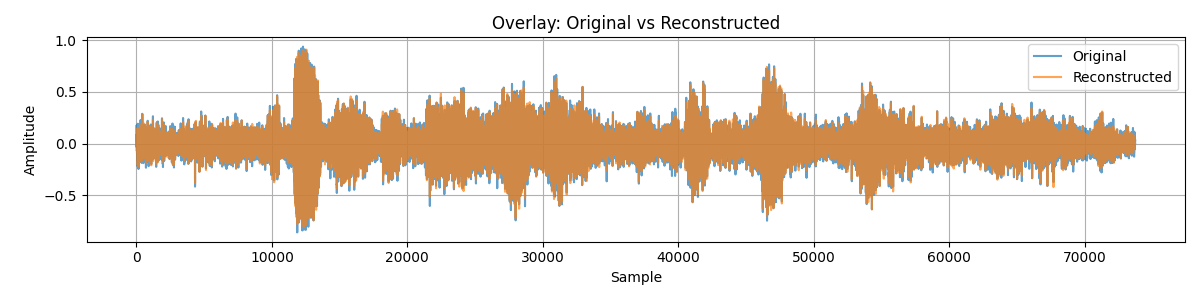 Overlay: Original vs Reconstructed
Original
Reconstructed
Amplitude
1.0
0.5
0.0
−0.5
0
10000
20000
30000
40000
50000
60000
70000
Sample